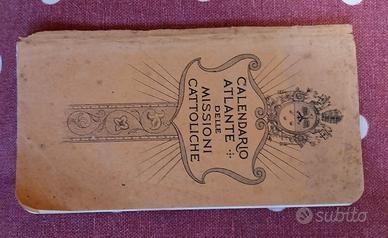 CALENDARIO
ATLANTE
DELLE
MISSIONI
CATTOLICHE
subito